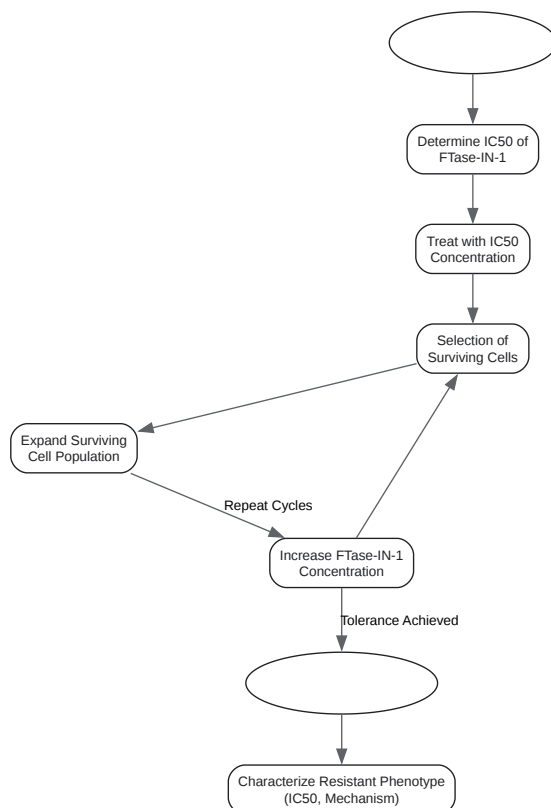 Determine IC50 of
FTase-IN-1
Treat with IC50
Concentration
Selection of
Surviving Cells
Expand Surviving
Cell Population
Repeat Cycles
Increase FTase-IN-1
Concentration
Tolerance Achieved
Characterize Resistant Phenotype
(IC50, Mechanism)